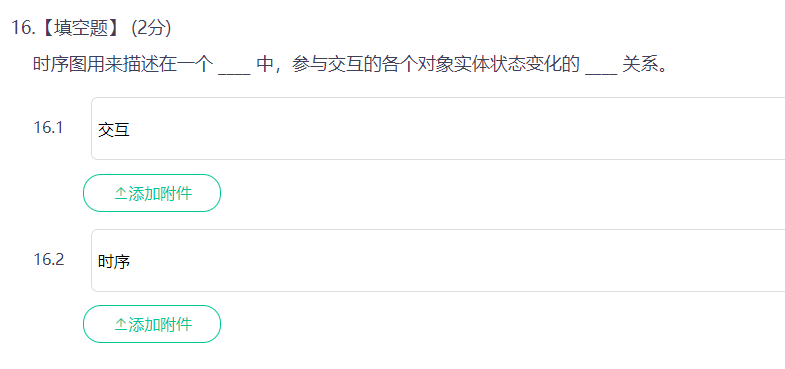 16.【填空题】 (2分)
时序图用来描述在一个 ____ 中，参与交互的各个对象实体状态变化的 ____ 关系。
16.1
交互
添加附件
16.2
时序
添加附件